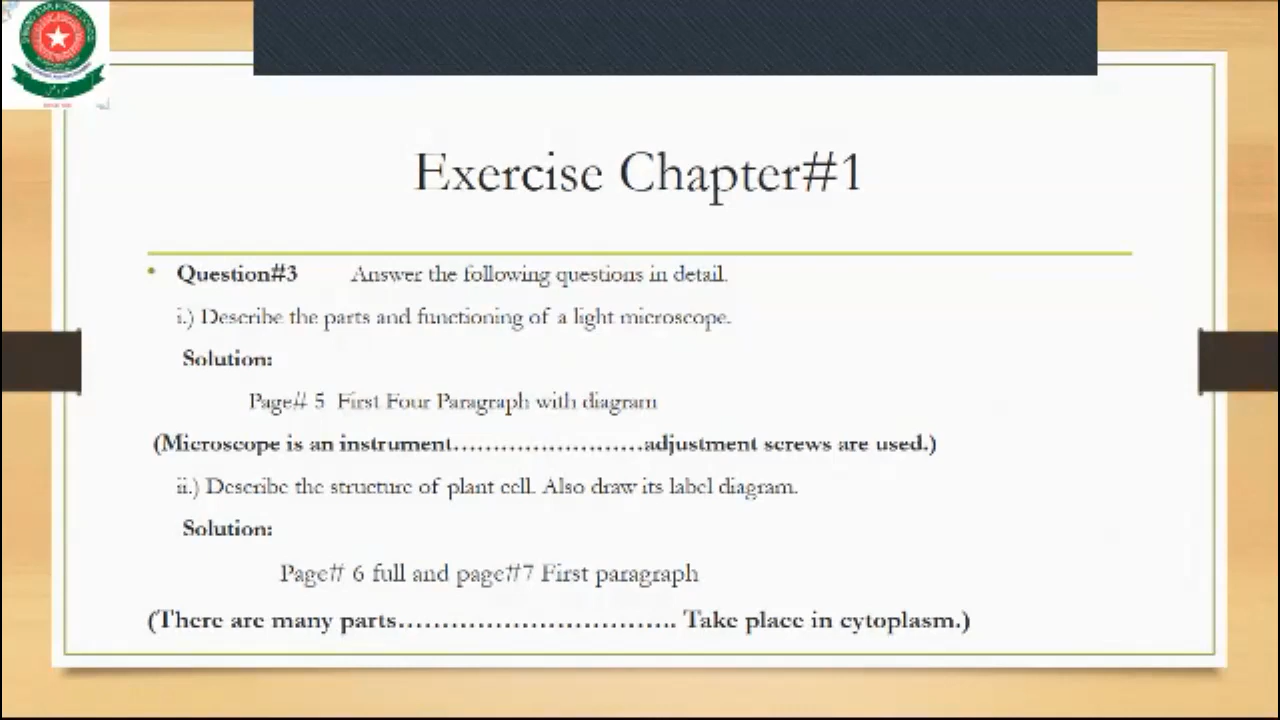 Exercise Chapter#1
• Question#3 Answer the following questions in detail.
i.) Describe the parts and functioning of a light microscope.
Solution:
Page# 5 First Four Paragraph with diagram
(Microscope is an instrument........................adjustment screws are used.)
ii.) Describe the structure of plant cell. Also draw its label diagram.
Solution:
Page# 6 full and page#7 First paragraph
(There are many parts................................ Take place in cytoplasm.)